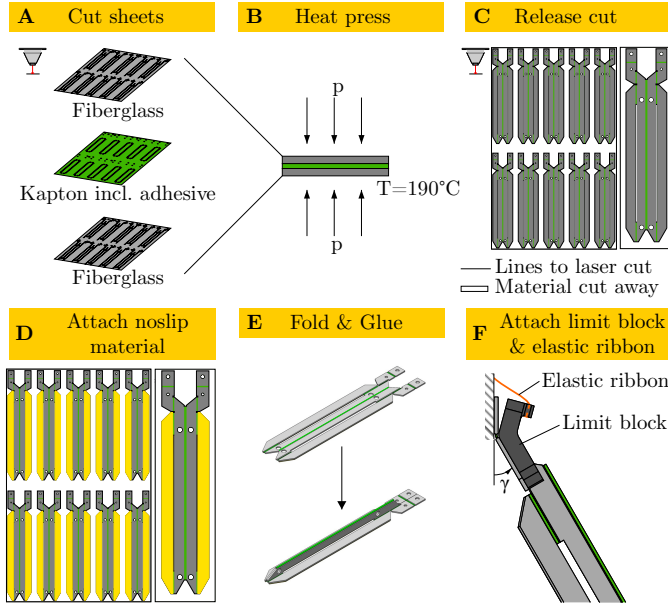 A Cut sheets
Fiberglass
Kapton incl. adhesive
Fiberglass
B Heat press
p
T=190°C
p
C Release cut
Lines to laser cut
Material cut away
D Attach noslip
material
E Fold & Glue
F Attach limit block
& elastic ribbon
Elastic ribbon
Limit block
γ